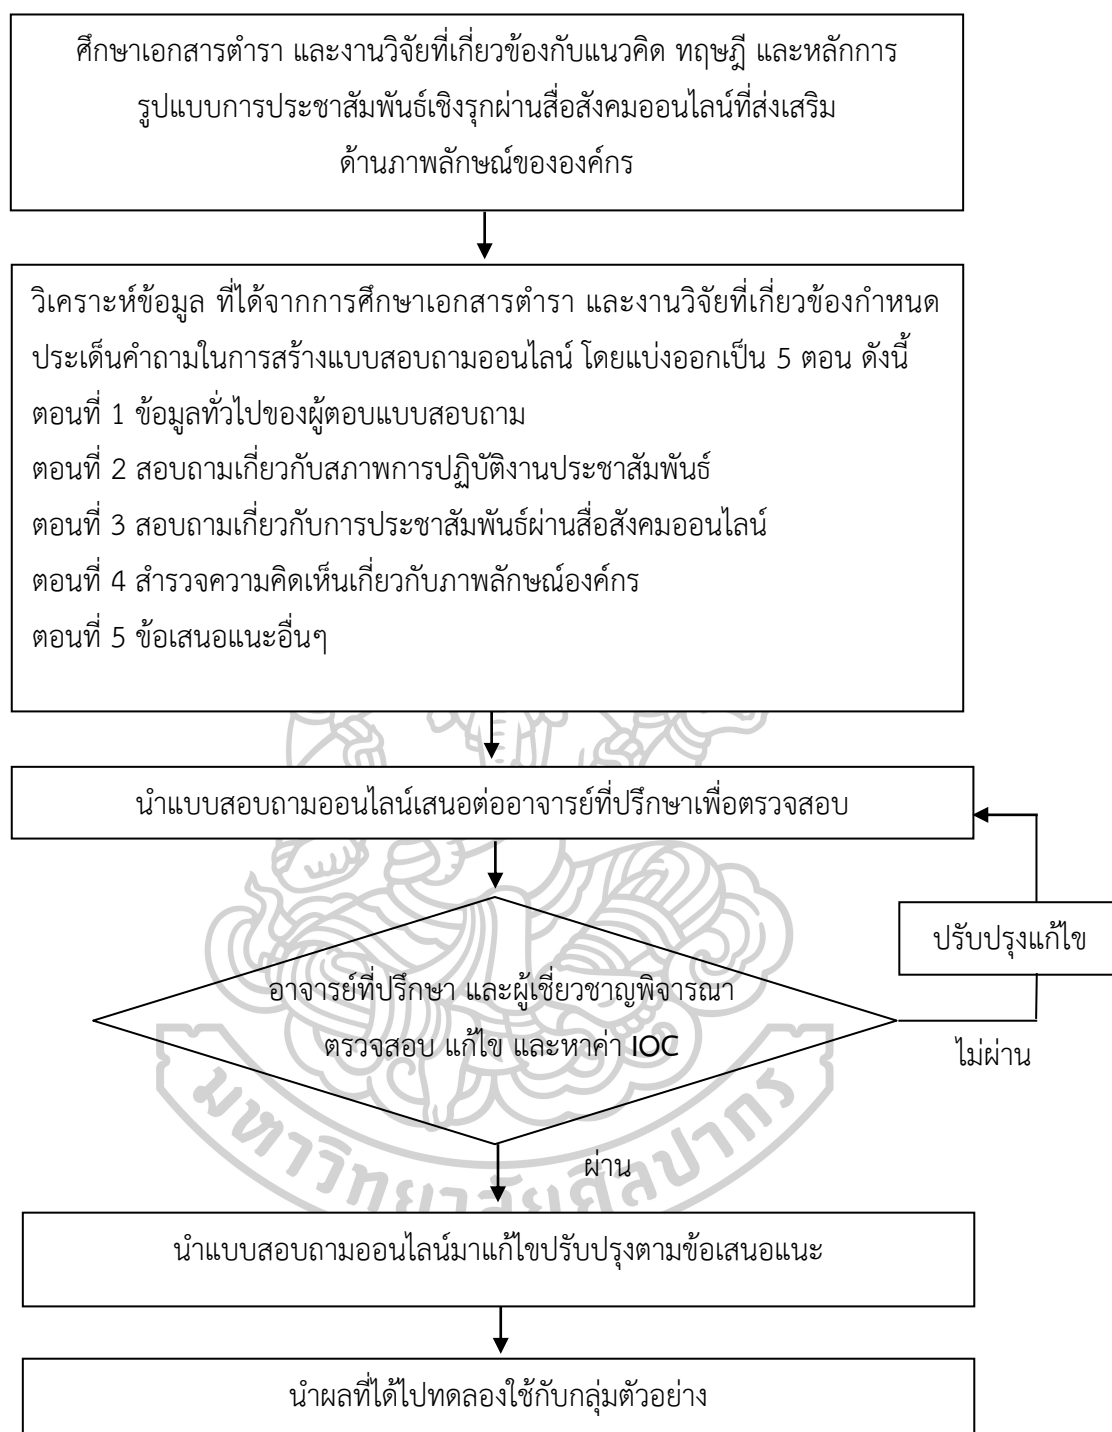 ศึกษาเอกสารตำรา และงานวิจัยที่เกี่ยวข้องกับแนวคิด ทฤษฎี และหลักการ
รูปแบบการประชาสัมพันธ์เชิงรุกผ่านสื่อสังคมออนไลน์ที่ส่งเสริม
ด้านภาพลักษณ์ขององค์กร
วิเคราะห์ข้อมูล ที่ได้จากการศึกษาเอกสารตำรา และงานวิจัยที่เกี่ยวข้องกำหนด
ประเด็นคำถามในการสร้างแบบสอบถามออนไลน์ โดยแบ่งออกเป็น 5 ตอน ดังนี้
ตอนที่ 1 ข้อมูลทั่วไปของผู้ตอบแบบสอบถาม
ตอนที่ 2 สอบถามเกี่ยวกับสภาพการปฏิบัติงานประชาสัมพันธ์
ตอนที่ 3 สอบถามเกี่ยวกับการประชาสัมพันธ์ผ่านสื่อสังคมออนไลน์
ตอนที่ 4 สำรวจความคิดเห็นเกี่ยวกับภาพลักษณ์องค์กร
ตอนที่ 5 ข้อเสนอแนะอื่นๆ
นำแบบสอบถามออนไลน์เสนอต่ออาจารย์ที่ปรึกษาเพื่อตรวจสอบ
ปรับปรุงแก้ไข
อาจารย์ที่ปรึกษา และผู้เชี่ยวชาญพิจารณา
ตรวจสอบ แก้ไข และหาค่า IOC
ไม่ผ่าน
มหาวิทยาลัยศิลปากร
ผ่าน
นำแบบสอบถามออนไลน์มาแก้ไขปรับปรุงตามข้อเสนอแนะ
นำผลที่ได้ไปทดลองใช้กับกลุ่มตัวอย่าง